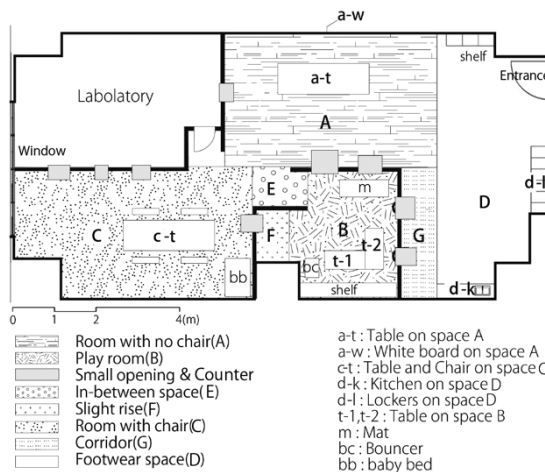 a-w
shelf
a-t
Entrance
Labolatory
A
Window
E
m
d-l
D
C
c-t
F
B
t-2
G
bb
bc
t-1
d-k
shelf
0 1 2 4(m)
Room with no chair(A)
Play room(B)
Small opening & Counter
In-between space(E)
Slight rise(F)
Room with chair(C)
Corridor(G)
Footwear space(D)
a-t : Table on space A
a-w : White board on space A
c-t : Table and Chair on space C
d-k : Kitchen on space D
d-l : Lockers on space D
t-1,t-2 : Table on space B
m : Mat
bc : Bouncer
bb : baby bed